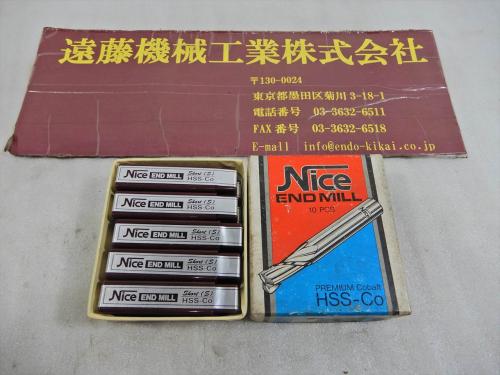 遠藤機械工業株式会社
〒130-0024
東京都墨田区菊川3-18-1
電話番号 03-3632-6511
FAX番号 03-3632-6518
E-mail info@endo-kikai.co.jp
Nice END MILL Short (S) HSS-Co
Nice END MILL Short (S) HSS-Co
Nice END MILL Short (S) HSS-Co
Nice END MILL Short (S) HSS-Co
Nice END MILL Short (S) HSS-Co
Nice
END MILL
10 PCS
PREMIUM Cobalt
HSS-Co